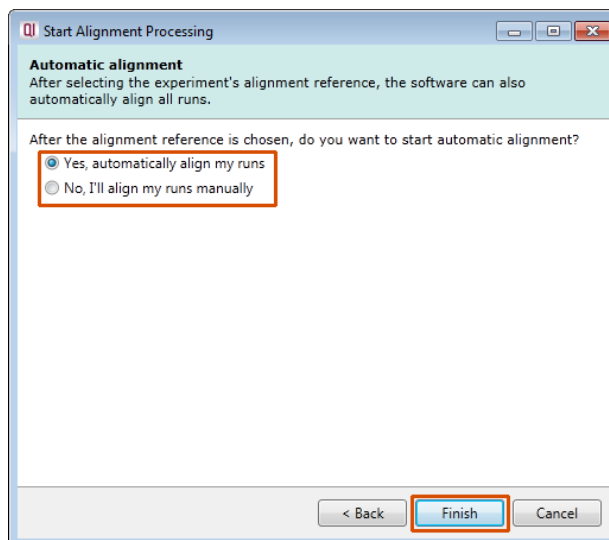 QI Start Alignment Processing
Automatic alignment
After selecting the experiment's alignment reference, the software can also
automatically align all runs.
After the alignment reference is chosen, do you want to start automatic alignment?
Yes, automatically align my runs
No, I'll align my runs manually
< Back Finish Cancel